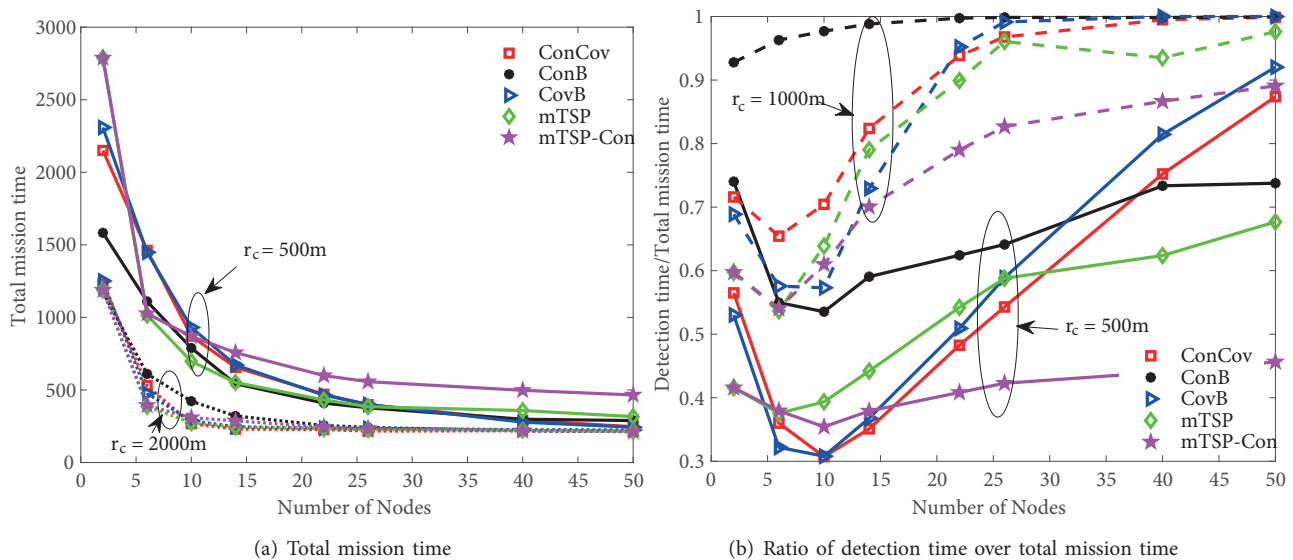 3000
2500
2000
1500
1000
500
0
Total mission time
ConCov
ConB
CovB
mTSP
mTSP-Con
r_c = 500m
r_c = 2000m
0 5 10 15 20 25 30 35 40 45 50
Number of Nodes
(a) Total mission time
1
0.9
0.8
0.7
0.6
0.5
0.4
0.3
Detection time/Total mission time
r_c = 1000m
r_c = 500m
ConCov
ConB
CovB
mTSP
mTSP-Con
0 5 10 15 20 25 30 35 40 45 50
Number of Nodes
(b) Ratio of detection time over total mission time